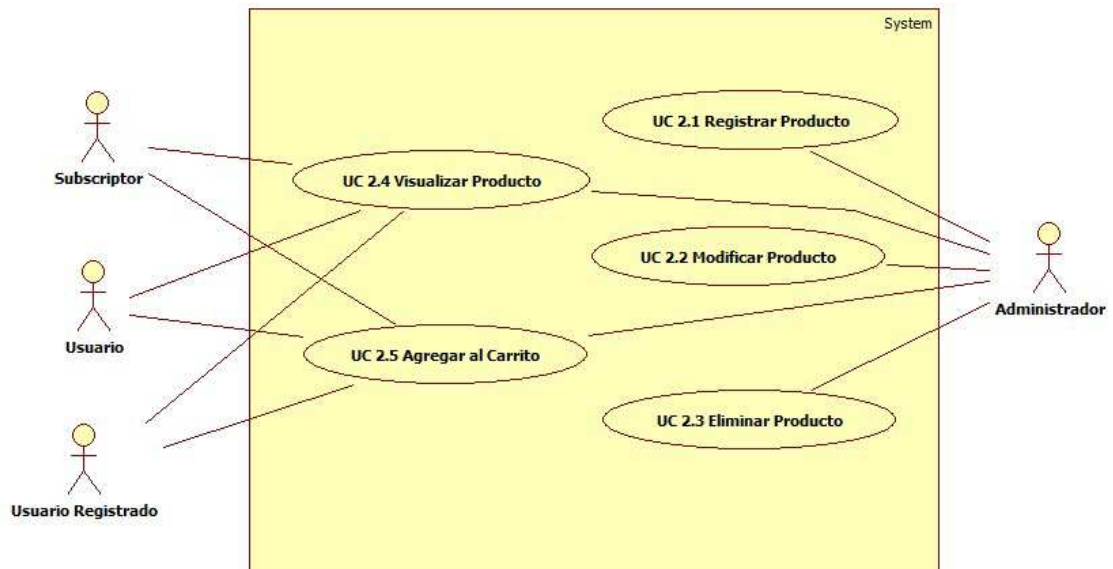 System
Subscriptor
Usuario
Usuario Registrado
UC 2.4 Visualizar Producto
UC 2.5 Agregar al Carrito
UC 2.1 Registrar Producto
UC 2.2 Modificar Producto
UC 2.3 Eliminar Producto
Administrador